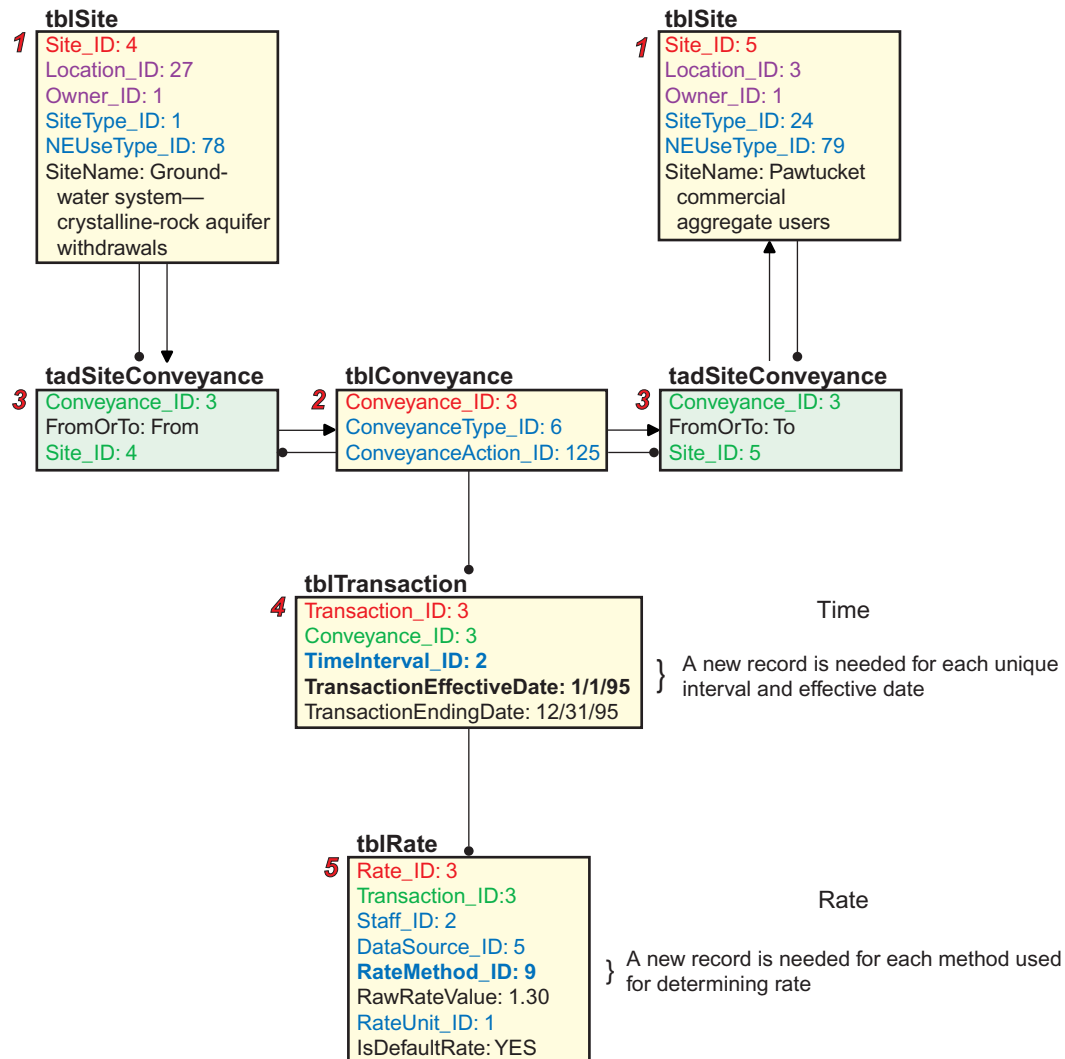 tblSite
1
Site_ID: 4
Location_ID: 27
Owner_ID: 1
SiteType_ID: 1
NEUseType_ID: 78
SiteName: Ground-
water system—
crystalline-rock aquifer
withdrawals
tblSite
1
Site_ID: 5
Location_ID: 3
Owner_ID: 1
SiteType_ID: 24
NEUseType_ID: 79
SiteName: Pawtucket
commercial
aggregate users
tadSiteConveyance
3
Conveyance_ID: 3
FromOrTo: From
Site_ID: 4
tblConveyance
2
Conveyance_ID: 3
ConveyanceType_ID: 6
ConveyanceAction_ID: 125
tadSiteConveyance
3
Conveyance_ID: 3
FromOrTo: To
Site_ID: 5
tblTransaction
4
Transaction_ID: 3
Conveyance_ID: 3
TimeInterval_ID: 2
TransactionEffectiveDate: 1/1/95
TransactionEndingDate: 12/31/95
Time
} A new record is needed for each unique
interval and effective date
tblRate
5
Rate_ID: 3
Transaction_ID:3
Staff_ID: 2
DataSource_ID: 5
RateMethod_ID: 9
RawRateValue: 1.30
RateUnit_ID: 1
IsDefaultRate: YES
Rate
} A new record is needed for each method used
for determining rate